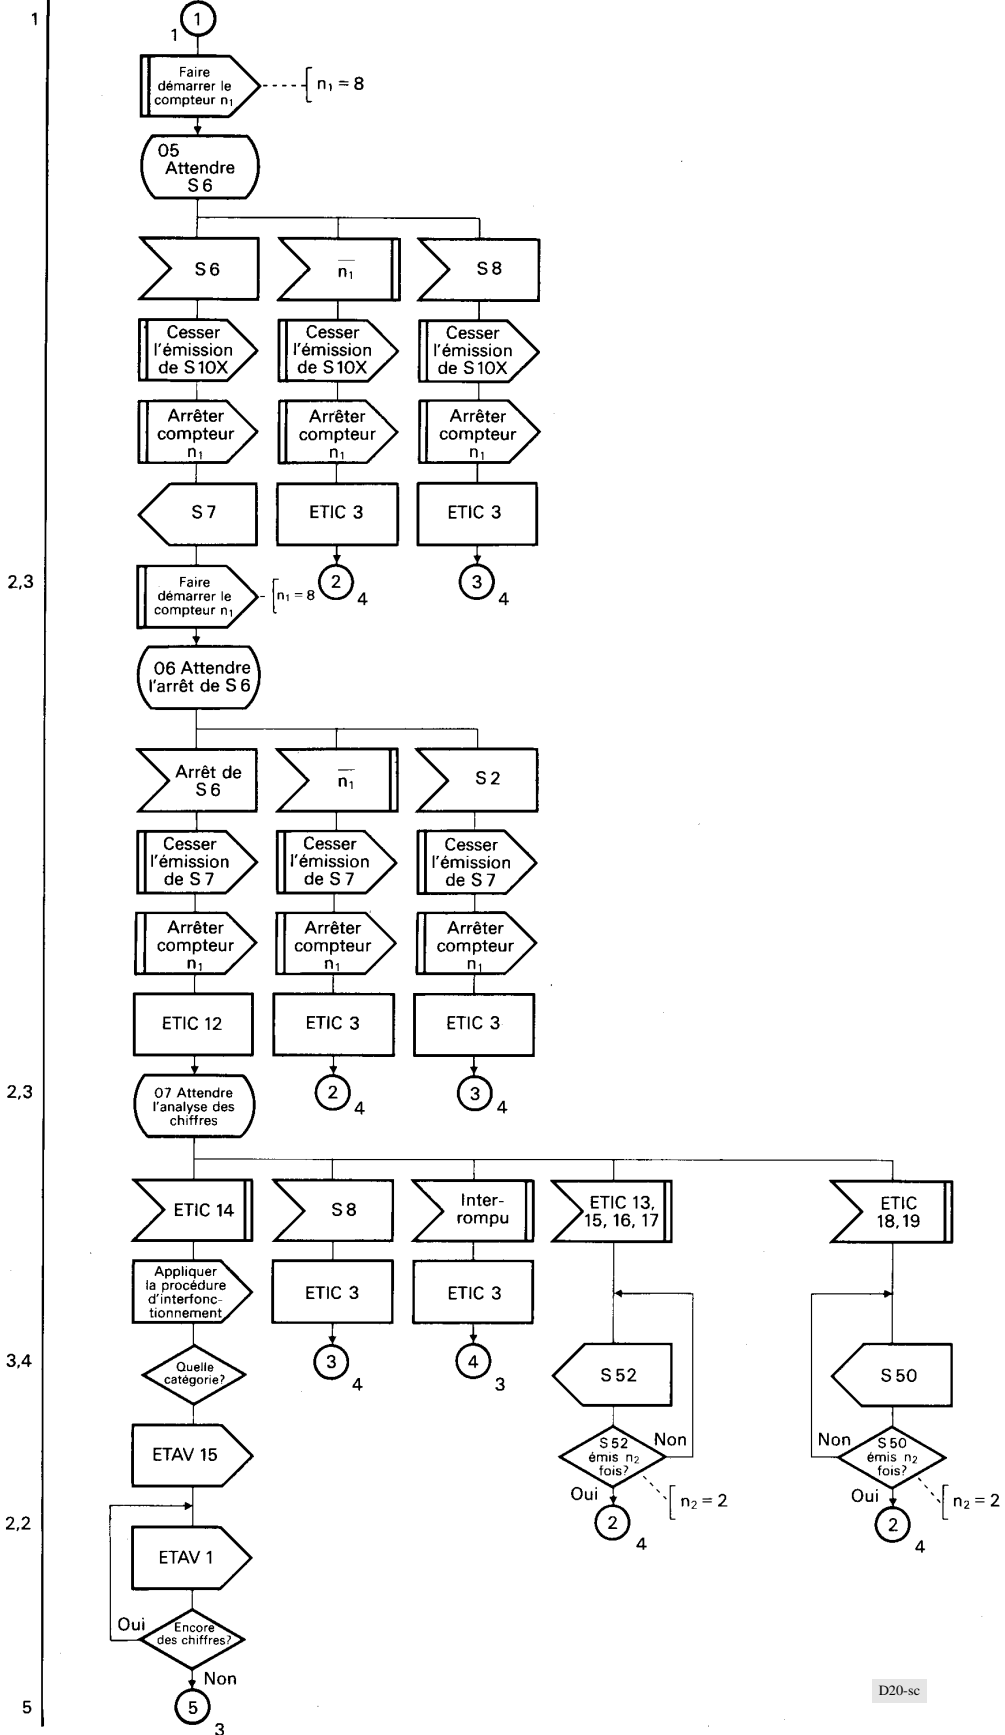 1
1
1
Faire
démarrer le
compteur n₁
n₁ = 8
05
Attendre
S 6
S 6
n̅₁
S 8
Cesser
l'émission
de S 10X
Cesser
l'émission
de S 10X
Cesser
l'émission
de S 10X
Arrêter
compteur
n₁
Arrêter
compteur
n₁
Arrêter
compteur
n₁
S 7
ETIC 3
ETIC 3
2,3
Faire
démarrer le
compteur n₁
n₁ = 8
2
4
3
4
06 Attendre
l'arrêt de S 6
Arrêt de
S 6
n̅₁
S 2
Cesser
l'émission
de S 7
Cesser
l'émission
de S 7
Cesser
l'émission
de S 7
Arrêter
compteur
n₁
Arrêter
compteur
n₁
Arrêter
compteur
n₁
ETIC 12
ETIC 3
ETIC 3
2,3
07 Attendre
l'analyse des
chiffres
2
4
3
4
ETIC 14
S 8
Inter-
rompu
ETIC 13,
15, 16, 17
ETIC
18, 19
Appliquer
la procédure
d'interfonc-
tionnement
ETIC 3
ETIC 3
3,4
Quelle
catégorie?
3
4
4
3
S 52
S 50
ETAV 15
S 52
émis n₂
fois?
Non
Oui
n₂ = 2
Non
S 50
émis n₂
fois?
Oui
n₂ = 2
2,2
2
4
2
4
ETAV 1
Oui
Encore
des chiffres?
Non
5
5
3
D20-sc